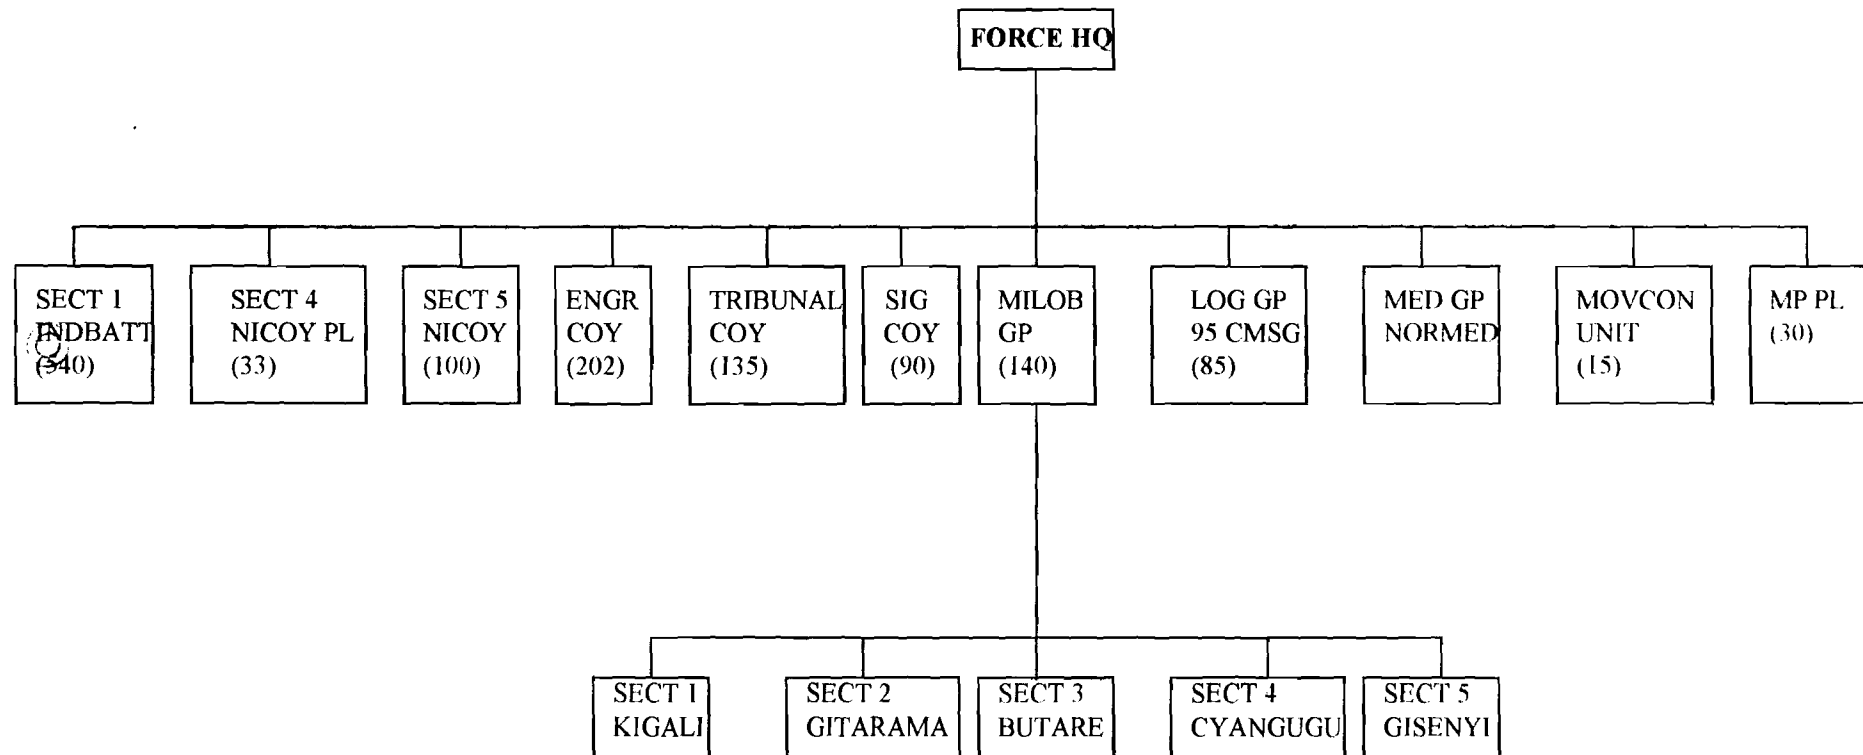 FORCE HQ
SECT 1
INDBATT
(540)
SECT 4
NICOY PL
(33)
SECT 5
NICOY
(100)
ENGR
COY
(202)
TRIBUNAL
COY
(135)
SIG
COY
(90)
MILOB
GP
(140)
LOG GP
95 CMSG
(85)
MED GP
NORMED
MOVCON
UNIT
(15)
MP PL
(30)
SECT 1
KIGALI
SECT 2
GITARAMA
SECT 3
BUTARE
SECT 4
CYANGUGU
SECT 5
GISENYI